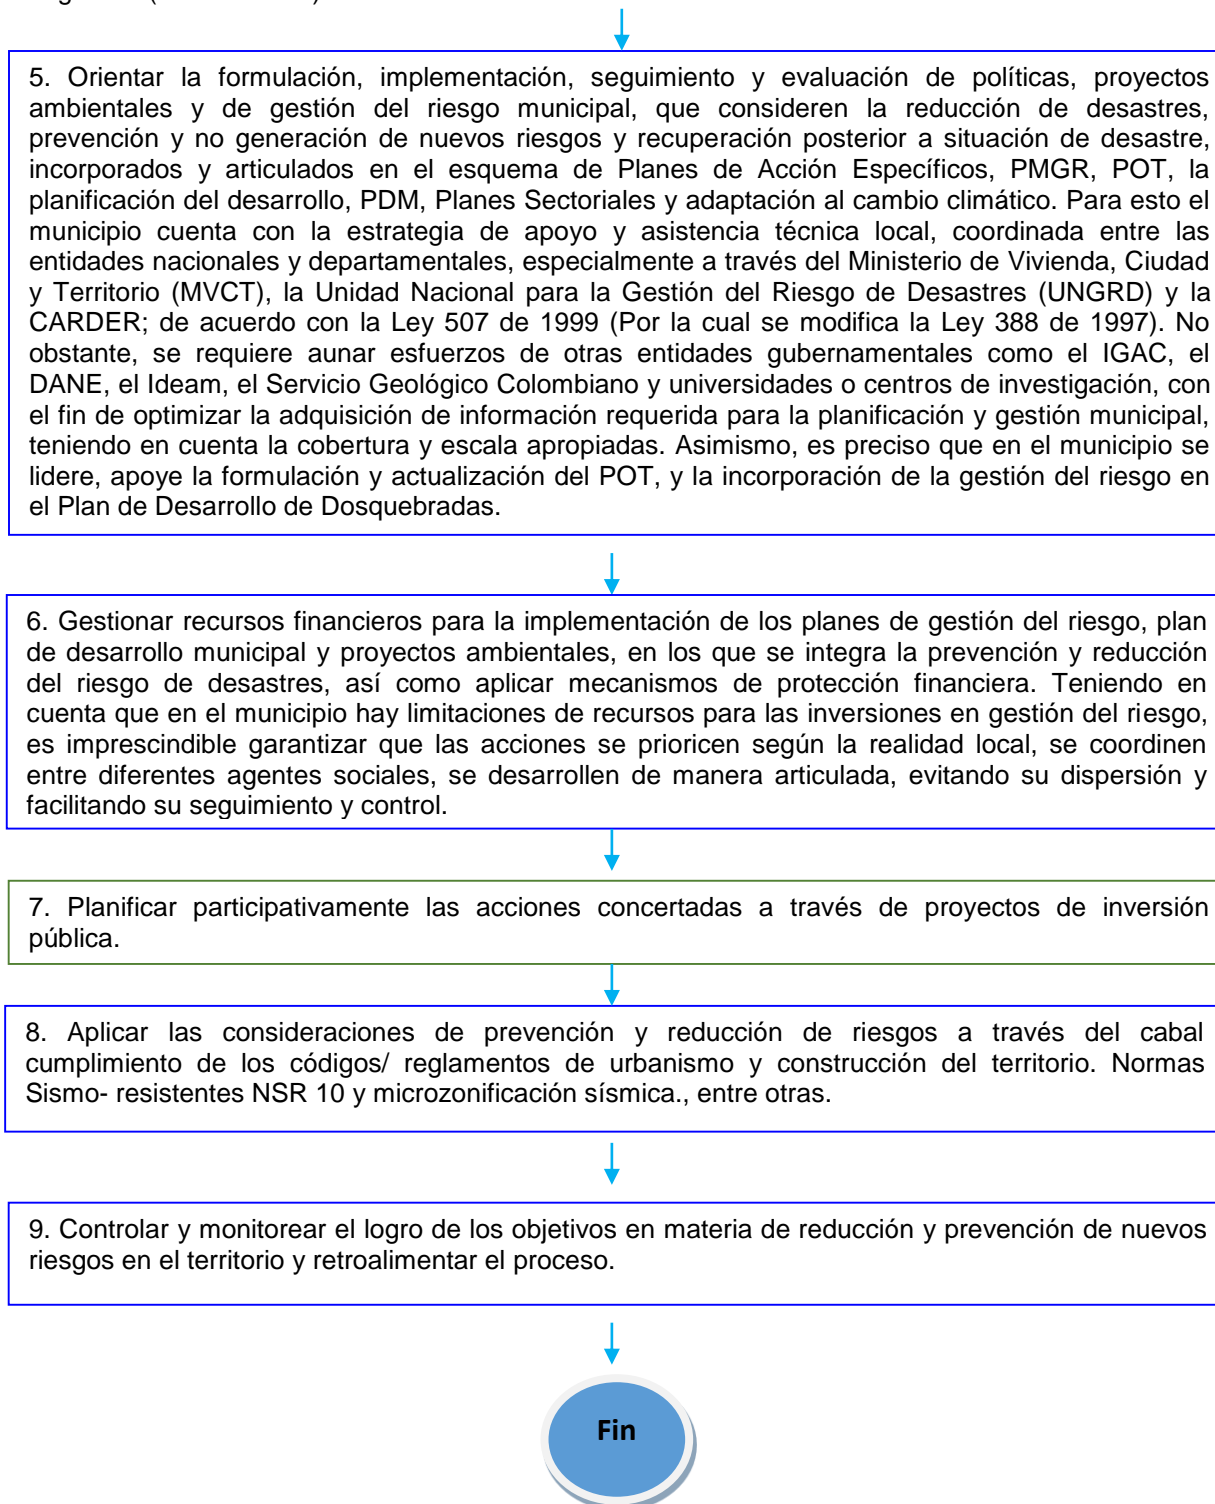 5. Orientar la formulación, implementación, seguimiento y evaluación de políticas, proyectos
ambientales y de gestión del riesgo municipal, que consideren la reducción de desastres,
prevención y no generación de nuevos riesgos y recuperación posterior a situación de desastre,
incorporados y articulados en el esquema de Planes de Acción Específicos, PMGR, POT, la
planificación del desarrollo, PDM, Planes Sectoriales y adaptación al cambio climático. Para esto el
municipio cuenta con la estrategia de apoyo y asistencia técnica local, coordinada entre las
entidades nacionales y departamentales, especialmente a través del Ministerio de Vivienda, Ciudad
y Territorio (MVCT), la Unidad Nacional para la Gestión del Riesgo de Desastres (UNGRD) y la
CARDER; de acuerdo con la Ley 507 de 1999 (Por la cual se modifica la Ley 388 de 1997). No
obstante, se requiere aunar esfuerzos de otras entidades gubernamentales como el IGAC, el
DANE, el Ideam, el Servicio Geológico Colombiano y universidades o centros de investigación, con
el fin de optimizar la adquisición de información requerida para la planificación y gestión municipal,
teniendo en cuenta la cobertura y escala apropiadas. Asimismo, es preciso que en el municipio se
lidere, apoye la formulación y actualización del POT, y la incorporación de la gestión del riesgo en
el Plan de Desarrollo de Dosquebradas.
6. Gestionar recursos financieros para la implementación de los planes de gestión del riesgo, plan
de desarrollo municipal y proyectos ambientales, en los que se integra la prevención y reducción
del riesgo de desastres, así como aplicar mecanismos de protección financiera. Teniendo en
cuenta que en el municipio hay limitaciones de recursos para las inversiones en gestión del riesgo,
es imprescindible garantizar que las acciones se prioricen según la realidad local, se coordinen
entre diferentes agentes sociales, se desarrollen de manera articulada, evitando su dispersión y
facilitando su seguimiento y control.
7. Planificar participativamente las acciones concertadas a través de proyectos de inversión
pública.
8. Aplicar las consideraciones de prevención y reducción de riesgos a través del cabal
cumplimiento de los códigos/ reglamentos de urbanismo y construcción del territorio. Normas
Sismo- resistentes NSR 10 y microzonificación sísmica., entre otras.
9. Controlar y monitorear el logro de los objetivos en materia de reducción y prevención de nuevos
riesgos en el territorio y retroalimentar el proceso.
Fin